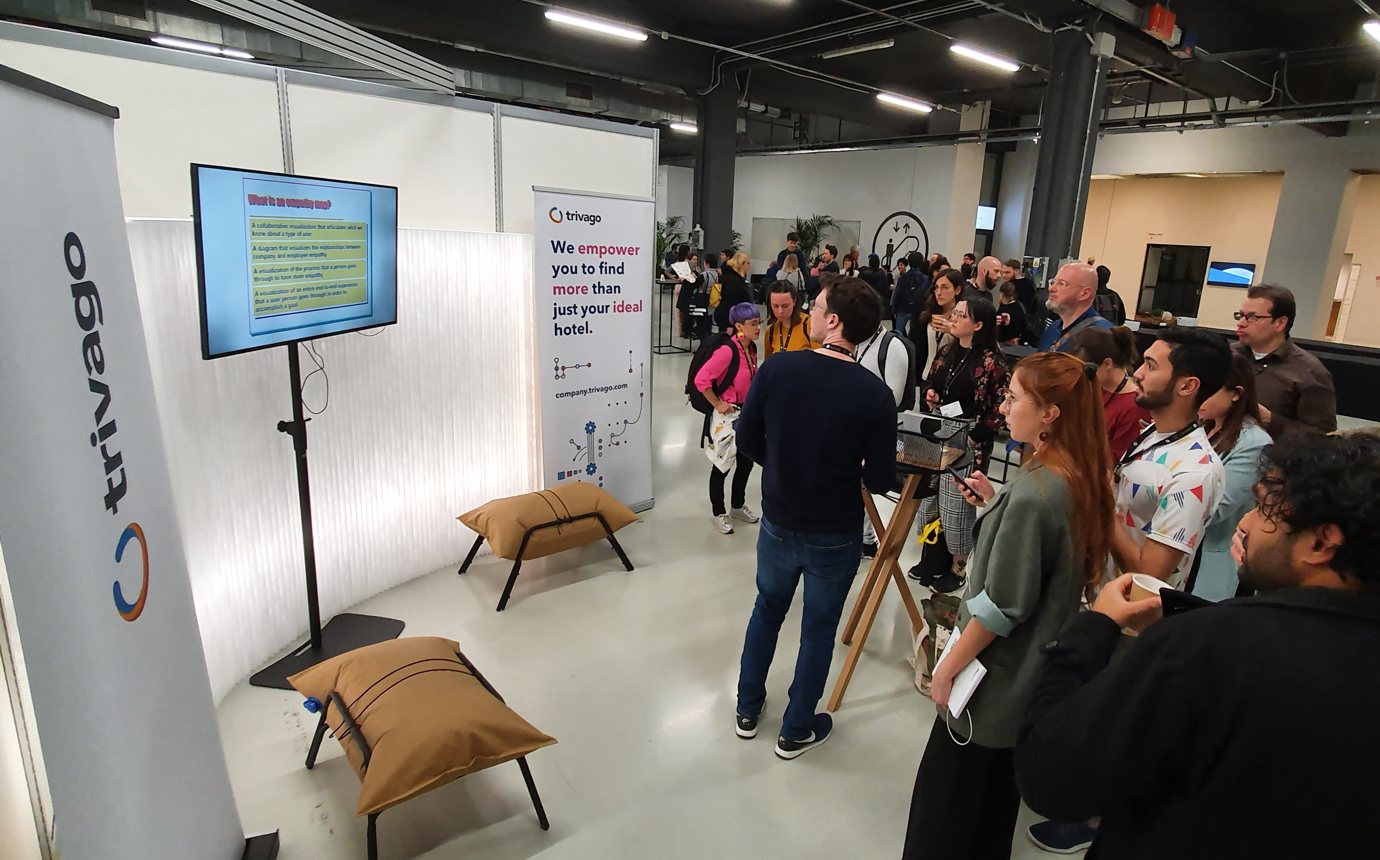 What is an empathy map?
A collaborative visualization that articulates what we
know about a type of user
A diagram that visualizes the relationships between
company and employee empathy
A visualization of the process that a person goes
through to have more empathy
A visualization of an entire end-to-end experience
that a user person goes through in order to
accomplish a goal
trivago
trivago
We empower
you to find
more than
just your ideal
hotel.
company.trivago.com